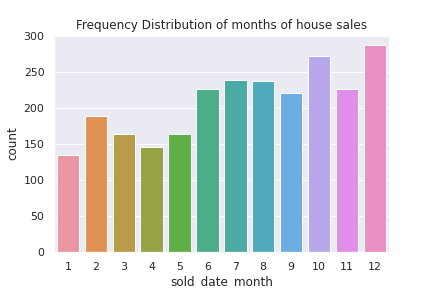 Frequency Distribution of months of house sales
300
250
200
150
100
50
0
count
1 2 3 4 5 6 7 8 9 10 11 12
sold_date_month